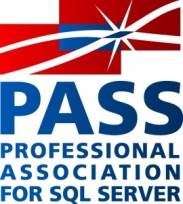 PASS
PROFESSIONAL
ASSOCIATION
FOR SQL SERVER